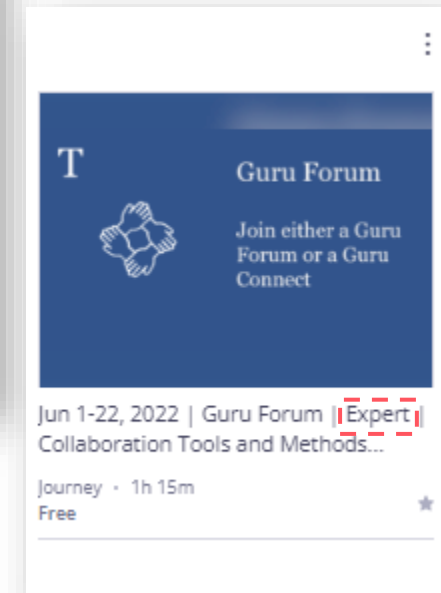 T
Guru Forum
Join either a Guru
Forum or a Guru
Connect
Jun 1-22, 2022 | Guru Forum | Expert |
Collaboration Tools and Methods...
Journey · 1h 15m
Free